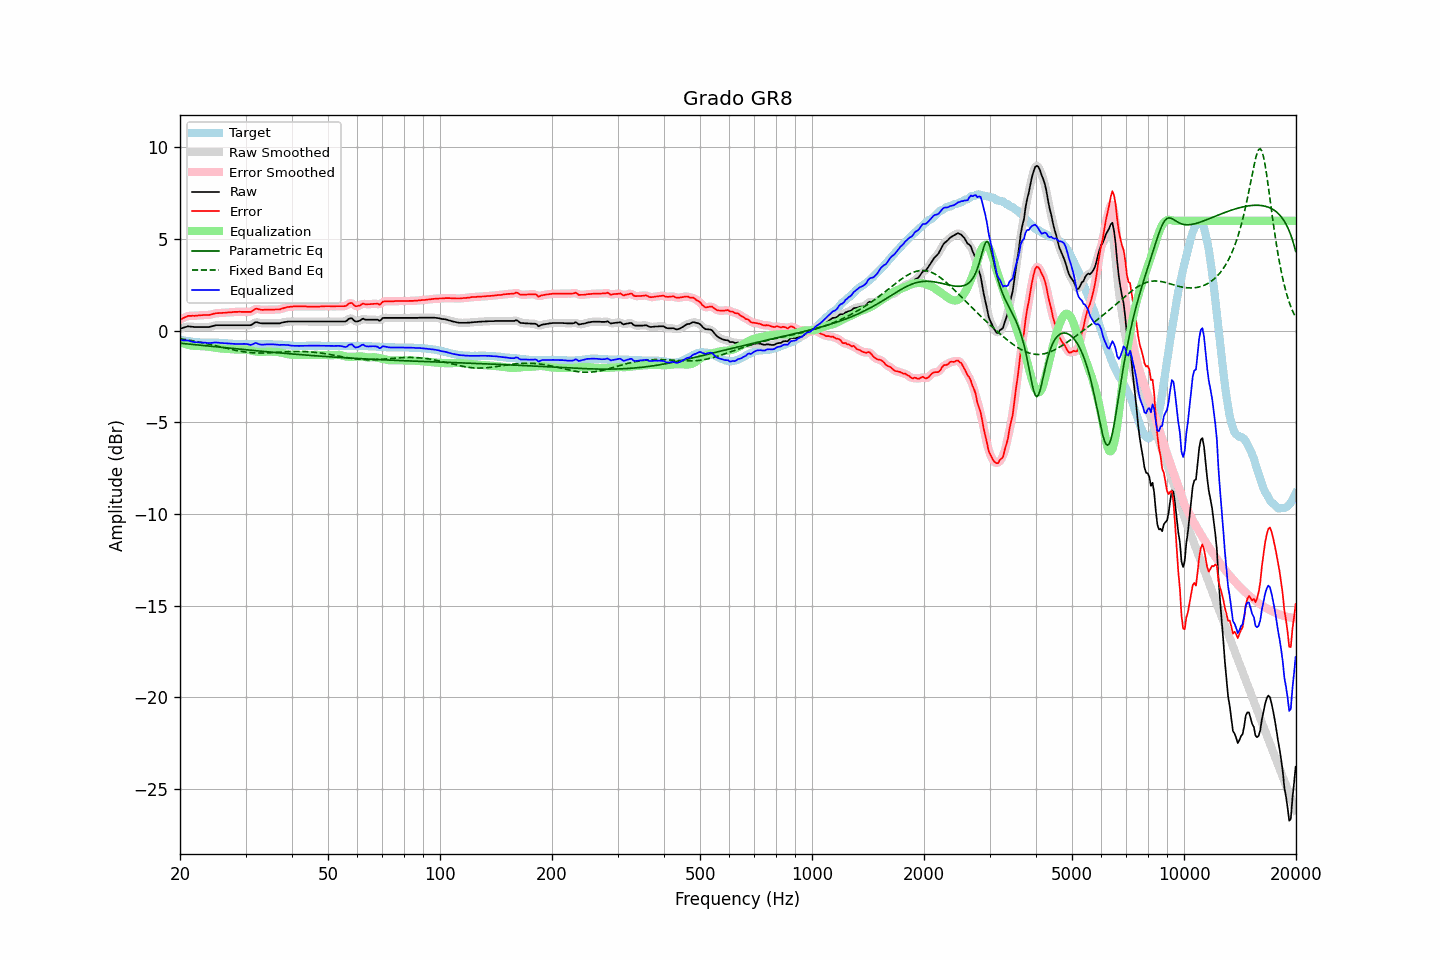 Grado GR8
Target
Raw Smoothed
Error Smoothed
Raw
Error
Equalization
Parametric Eq
Fixed Band Eq
Equalized
Amplitude (dBr)
10
5
0
−5
−10
−15
−20
−25
20
50
100
200
500
1000
2000
5000
10000
20000
Frequency (Hz)